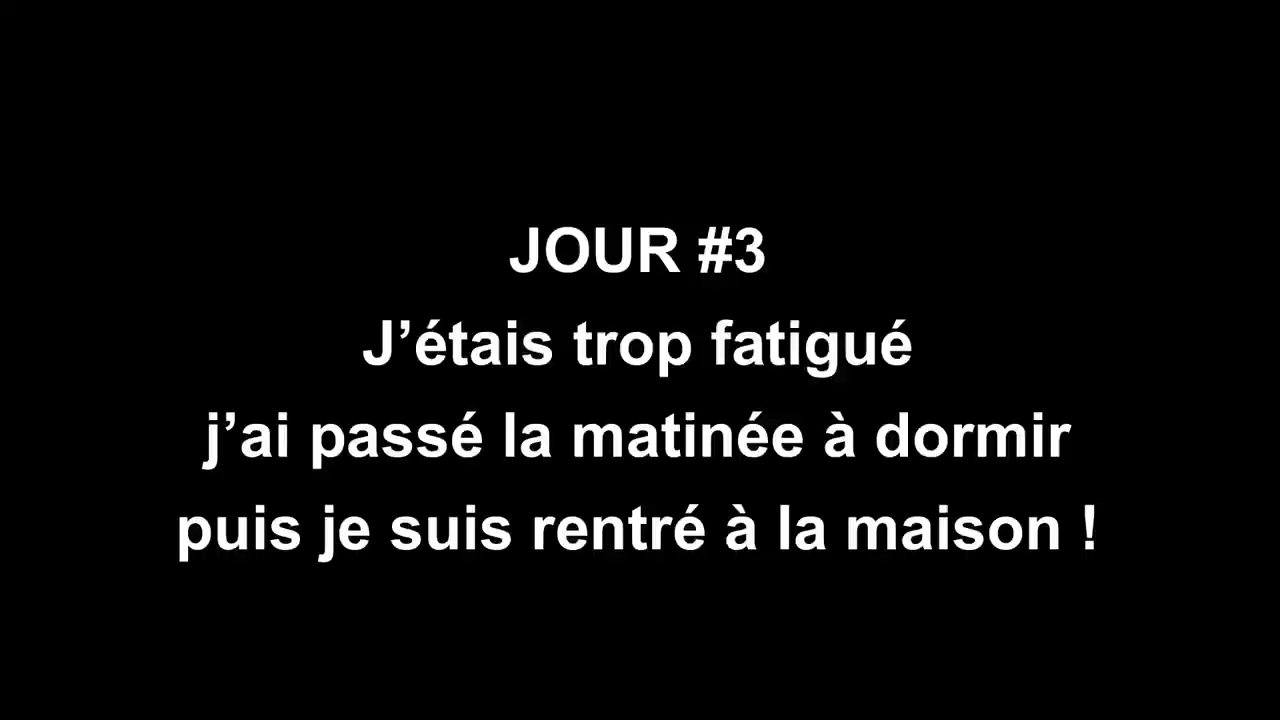 JOUR #3
J’étais trop fatigué
j’ai passé la matinée à dormir
puis je suis rentré à la maison !